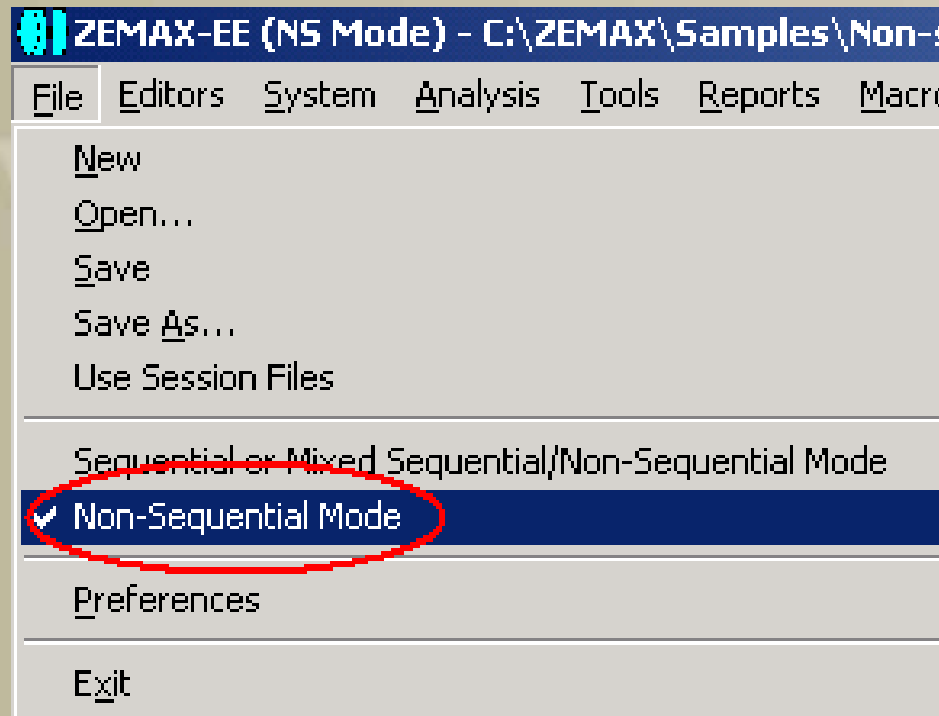 ZEMAX-EE (NS Mode) - C:\ZEMAX\Samples\Non-s
File Editors System Analysis Tools Reports Macro
New
Open...
Save
Save As...
Use Session Files
Sequential or Mixed Sequential/Non-Sequential Mode
Non-Sequential Mode
Preferences
Exit